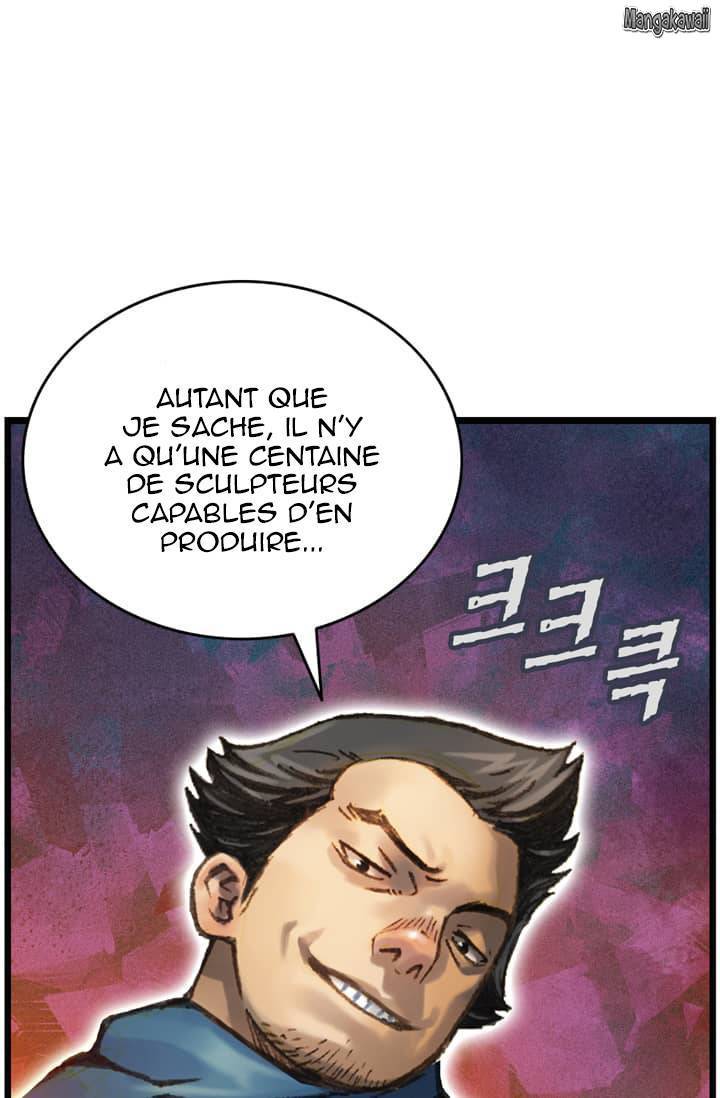 Mangakawaii
AUTANT QUE
JE SACHE, IL N'Y
A QU'UNE CENTAINE
DE SCULPTEURS
CAPABLES D'EN
PRODUIRE...
크크큭